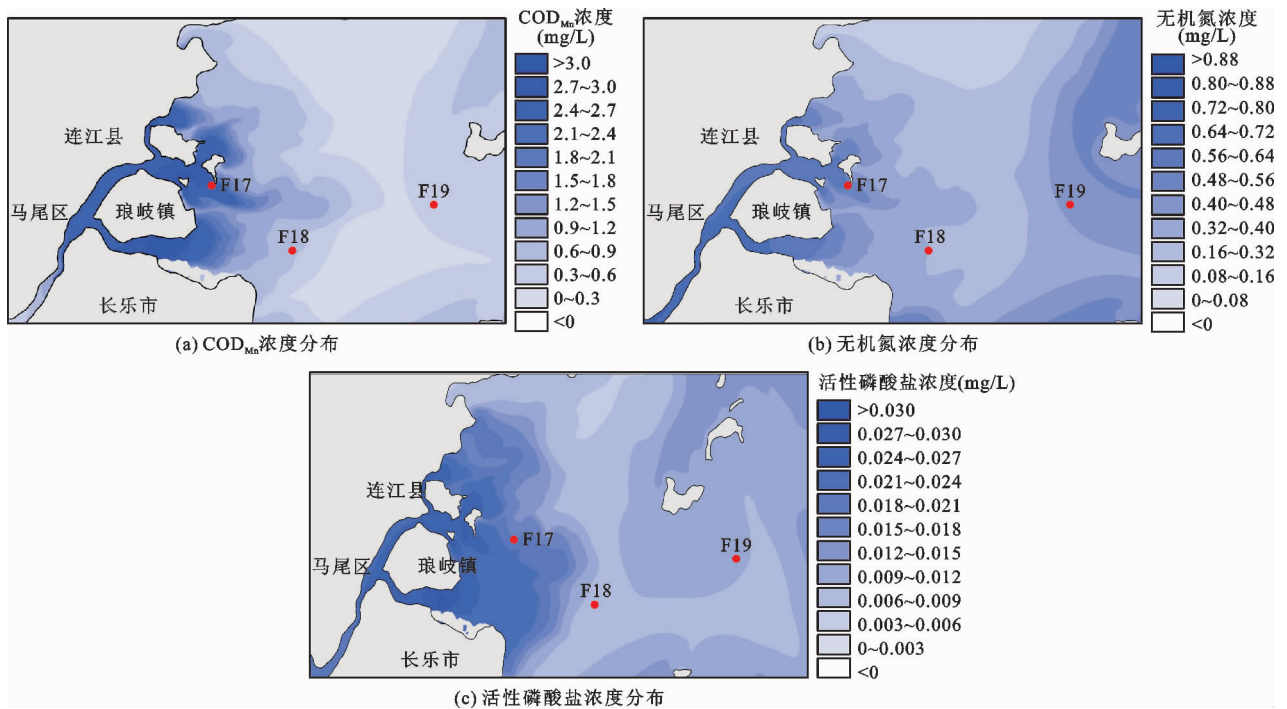 COD_Mn浓度
(mg/L)
>3.0
2.7~3.0
2.4~2.7
2.1~2.4
1.8~2.1
1.5~1.8
1.2~1.5
0.9~1.2
0.6~0.9
0.3~0.6
0~0.3
<0
连江县
马尾区
琅岐镇
长乐市
F17
F18
F19
(a) COD_Mn浓度分布
无机氮浓度
(mg/L)
>0.88
0.80~0.88
0.72~0.80
0.64~0.72
0.56~0.64
0.48~0.56
0.40~0.48
0.32~0.40
0.16~0.32
0.08~0.16
0~0.08
<0
连江县
马尾区
琅岐镇
长乐市
F17
F18
F19
(b) 无机氮浓度分布
活性磷酸盐浓度(mg/L)
>0.030
0.027~0.030
0.024~0.027
0.021~0.024
0.018~0.021
0.015~0.018
0.012~0.015
0.009~0.012
0.006~0.009
0.003~0.006
0~0.003
<0
连江县
马尾区
琅岐镇
长乐市
F17
F18
F19
(c) 活性磷酸盐浓度分布